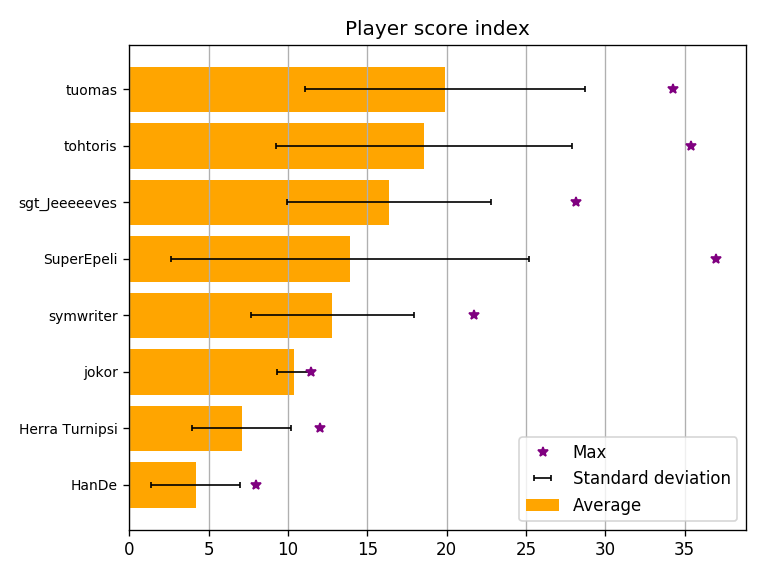 Player score index
tuomas
tohtoris
sgt_Jeeeeeves
SuperEpeli
symwriter
jokor
Herra Turnipsi
HanDe
Max
Standard deviation
Average
0 5 10 15 20 25 30 35